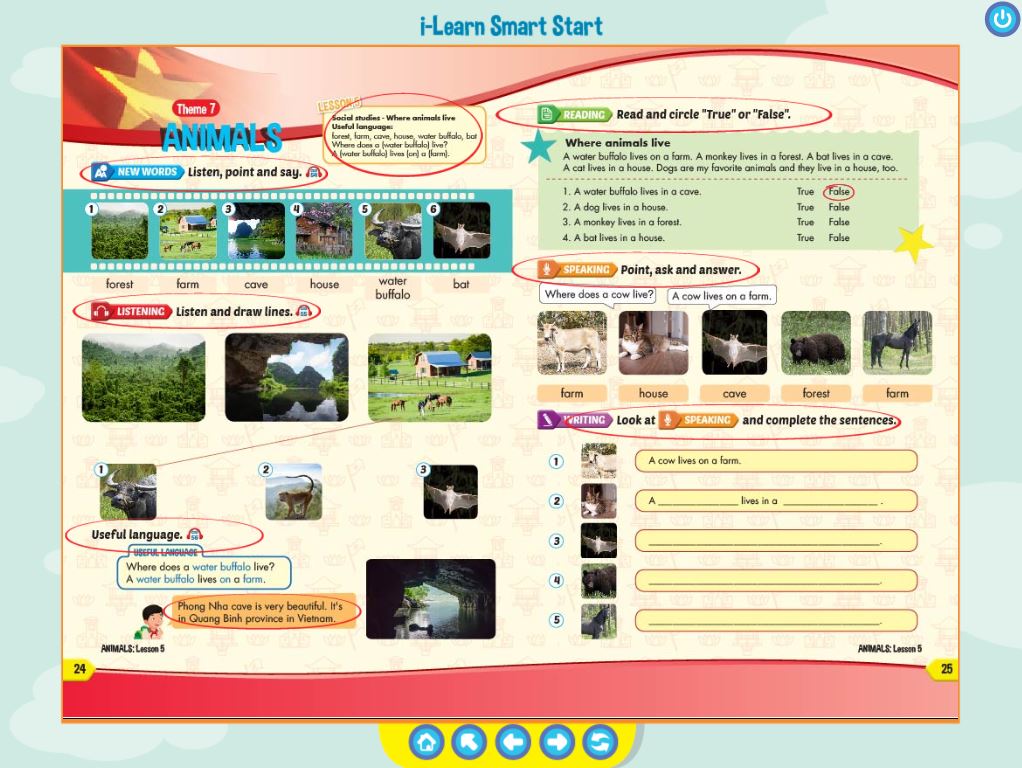 i-Learn Smart Start
Theme 7
ANIMALS
LESSON 5
Social studies - Where animals live
Useful language:
forest, farm, cave, house, water buffalo, bat
Where does a (water buffalo) live?
A (water buffalo) lives (on) a (farm).
NEW WORDS Listen, point and say. 54
1 2 3 4 5 6
forest farm cave house water buffalo bat
LISTENING Listen and draw lines. 55
1 2 3
Useful language. 56
USEFUL LANGUAGE
Where does a water buffalo live?
A water buffalo lives on a farm.
Phong Nha cave is very beautiful. It's
in Quang Binh province in Vietnam.
ANIMALS: Lesson 5
24
READING Read and circle "True" or "False".
Where animals live
A water buffalo lives on a farm. A monkey lives in a forest. A bat lives in a cave.
A cat lives in a house. Dogs are my favorite animals and they live in a house, too.
1. A water buffalo lives in a cave. True False
2. A dog lives in a house. True False
3. A monkey lives in a forest. True False
4. A bat lives in a house. True False
SPEAKING Point, ask and answer.
Where does a cow live? A cow lives on a farm.
farm house cave forest farm
WRITING Look at SPEAKING and complete the sentences.
1 A cow lives on a farm.
2 A ________________ lives in a ___________________ .
3 ______________________________________________.
4 ______________________________________________.
5 ______________________________________________.
ANIMALS: Lesson 5
25